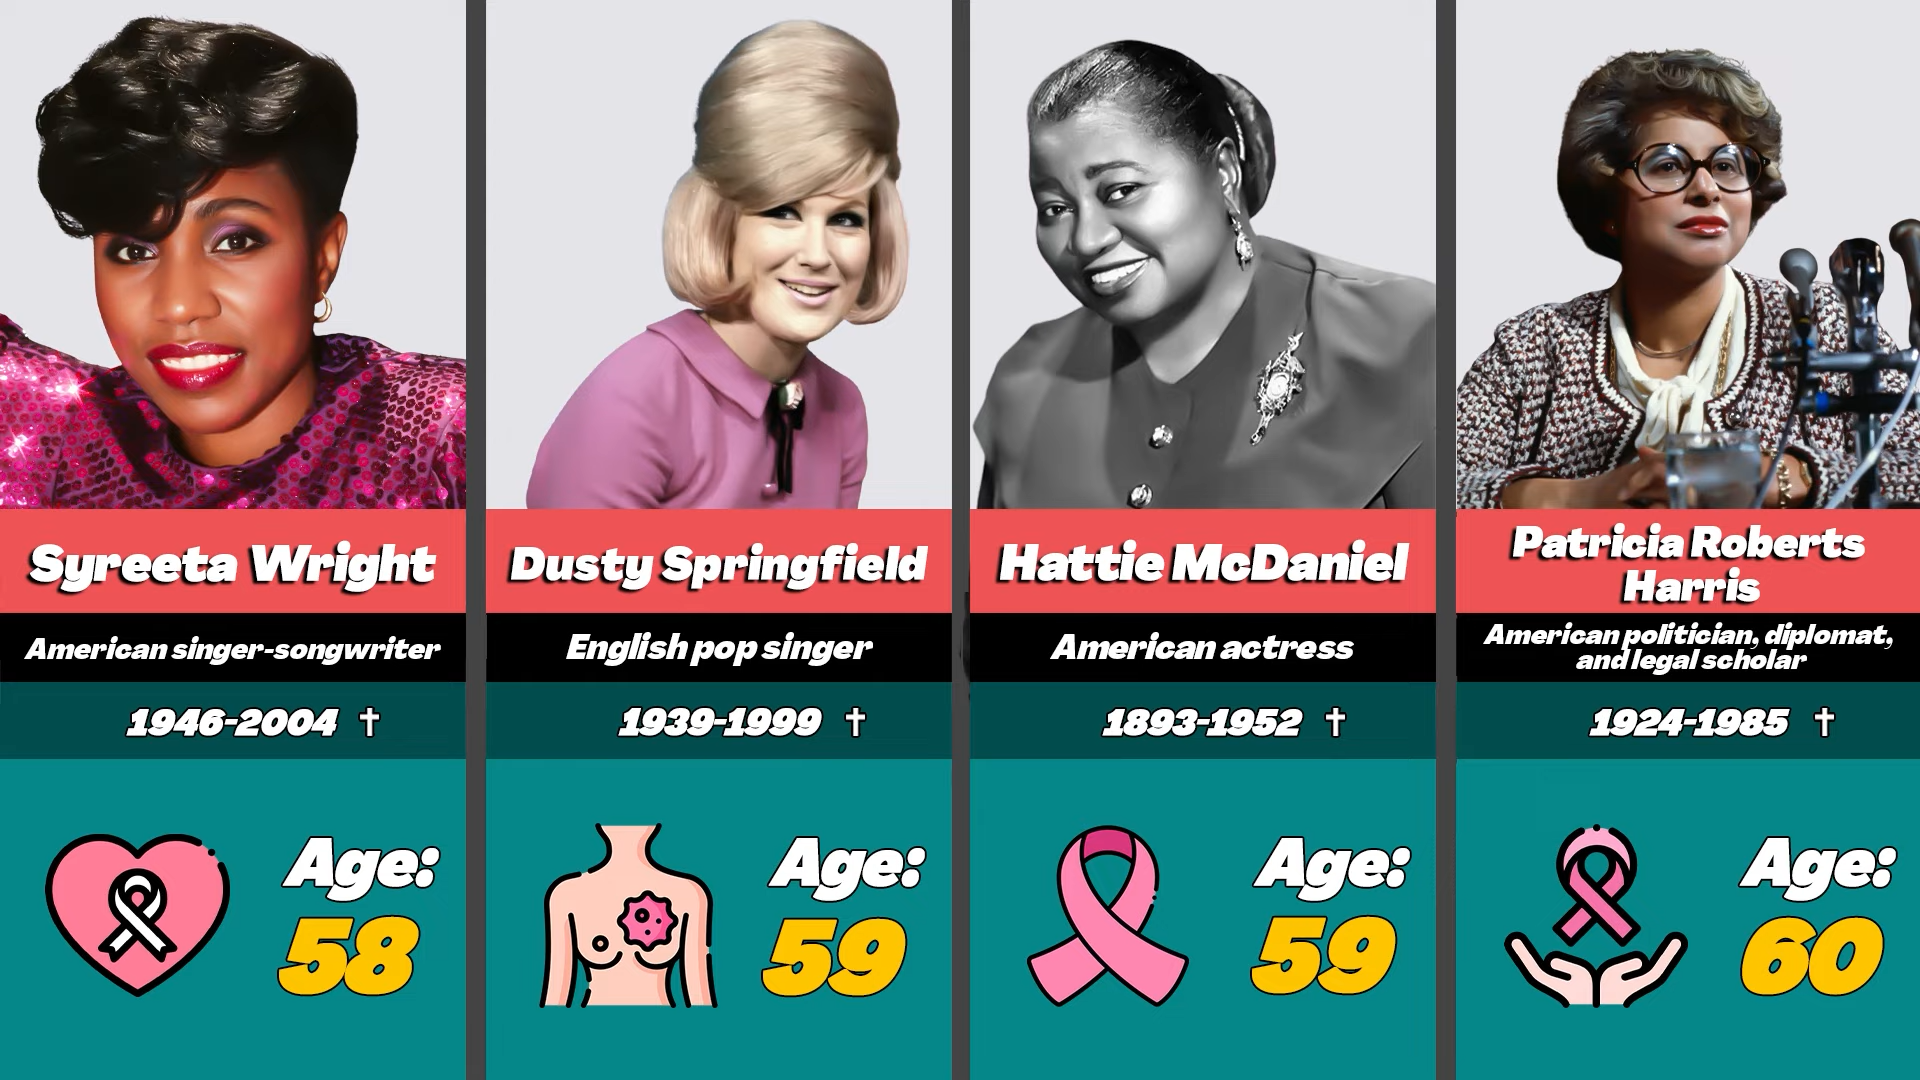 Syreeta Wright
American singer-songwriter
1946-2004 †
Age:
58
Dusty Springfield
English pop singer
1939-1999 †
Age:
59
Hattie McDaniel
American actress
1893-1952 †
Age:
59
Patricia Roberts
Harris
American politician, diplomat,
and legal scholar
1924-1985 †
Age:
60